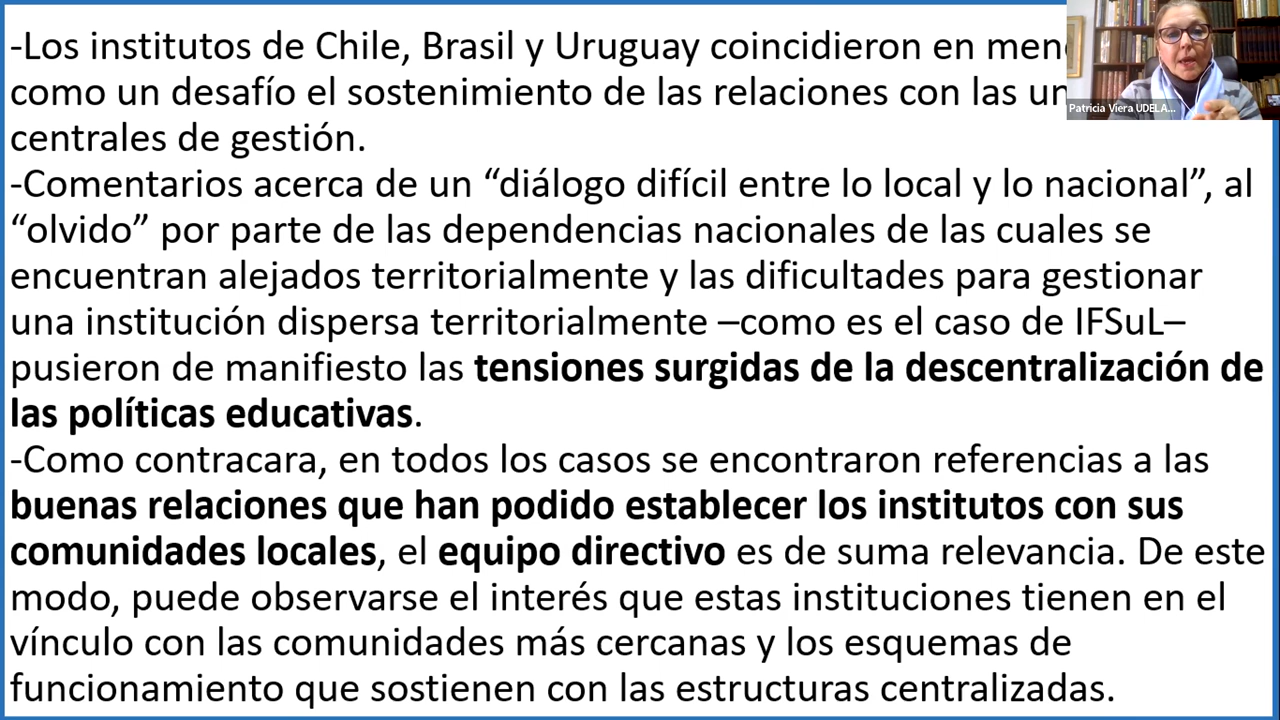 -Los institutos de Chile, Brasil y Uruguay coincidieron en
como un desafío el sostenimiento de las relaciones con las
centrales de gestión.
-Comentarios acerca de un “diálogo difícil entre lo local y lo nacional”, al
“olvido” por parte de las dependencias nacionales de las cuales se
encuentran alejados territorialmente y las dificultades para gestionar
una institución dispersa territorialmente –como es el caso de IFSuL–
pusieron de manifiesto las tensiones surgidas de la descentralización de
las políticas educativas.
-Como contracara, en todos los casos se encontraron referencias a las
buenas relaciones que han podido establecer los institutos con sus
comunidades locales, el equipo directivo es de suma relevancia. De este
modo, puede observarse el interés que estas instituciones tienen en el
vínculo con las comunidades más cercanas y los esquemas de
funcionamiento que sostienen con las estructuras centralizadas.
Patricia Viera UDELA...